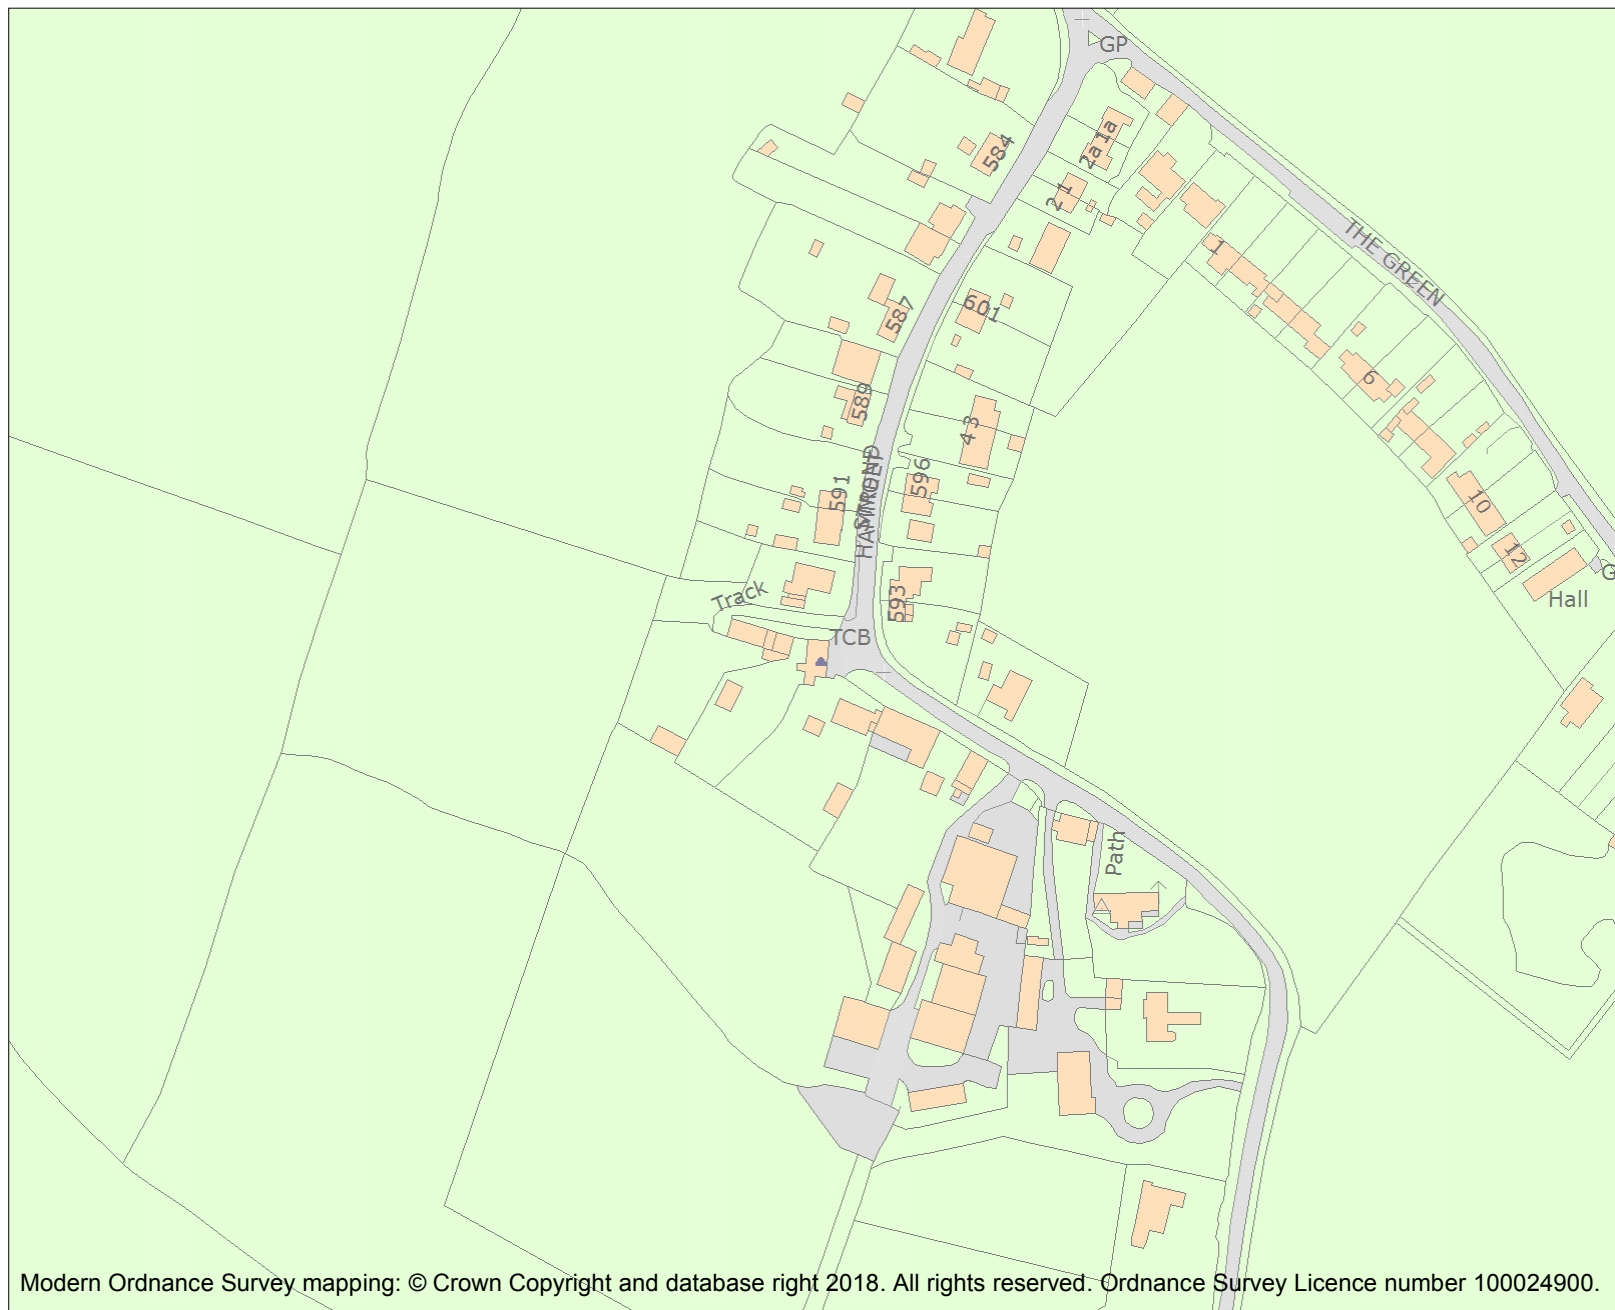 GP
584
2a 1a
2 1
THE GREEN
1
587
601
6
589
4 3
591
596
10
12
Track
593
G
Hall
TCB
Path
Modern Ordnance Survey mapping: © Crown Copyright and database right 2018. All rights reserved. Ordnance Survey Licence number 100024900.